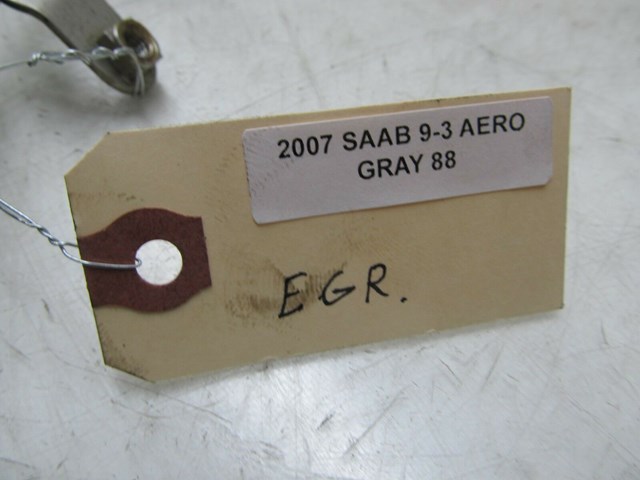 2007 SAAB 9-3 AERO
GRAY 88
EGR.